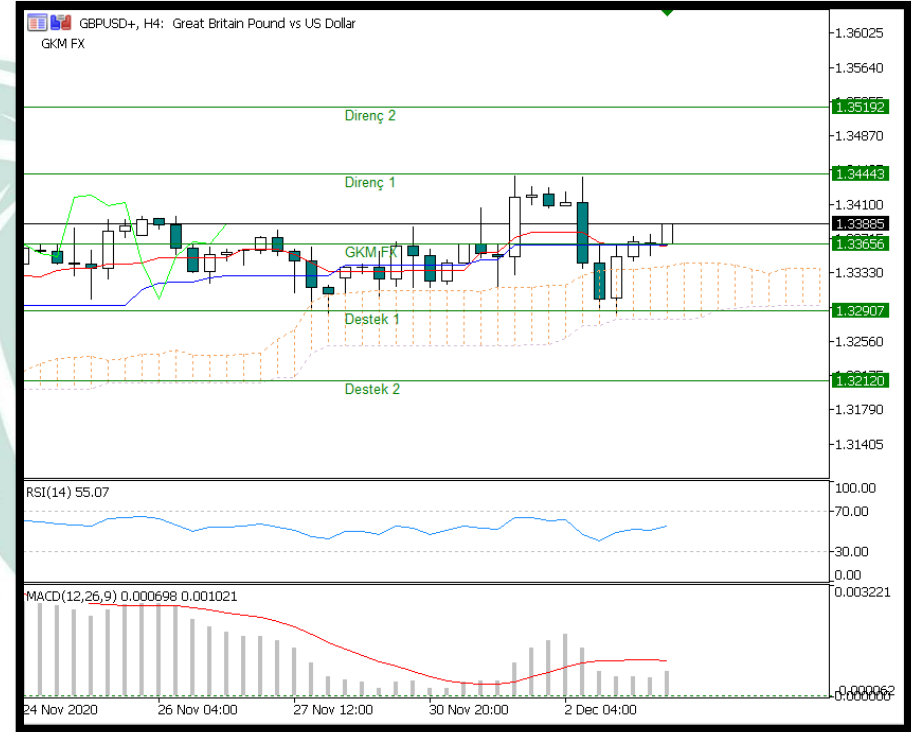 GBPUSD+, H4: Great Britain Pound vs US Dollar
GKM FX
1.36025
1.35640
1.35192
Direnç 2
1.34870
1.34443
Direnç 1
1.34100
1.33885
1.33656
GKM FX
1.33330
1.32907
Destek 1
1.32560
1.32120
Destek 2
1.31790
1.31405
RSI(14) 55.07
100.00
70.00
30.00
0.00
MACD(12,26,9) 0.000698 0.001021
0.003221
0.000000
24 Nov 2020
26 Nov 04:00
27 Nov 12:00
30 Nov 20:00
2 Dec 04:00